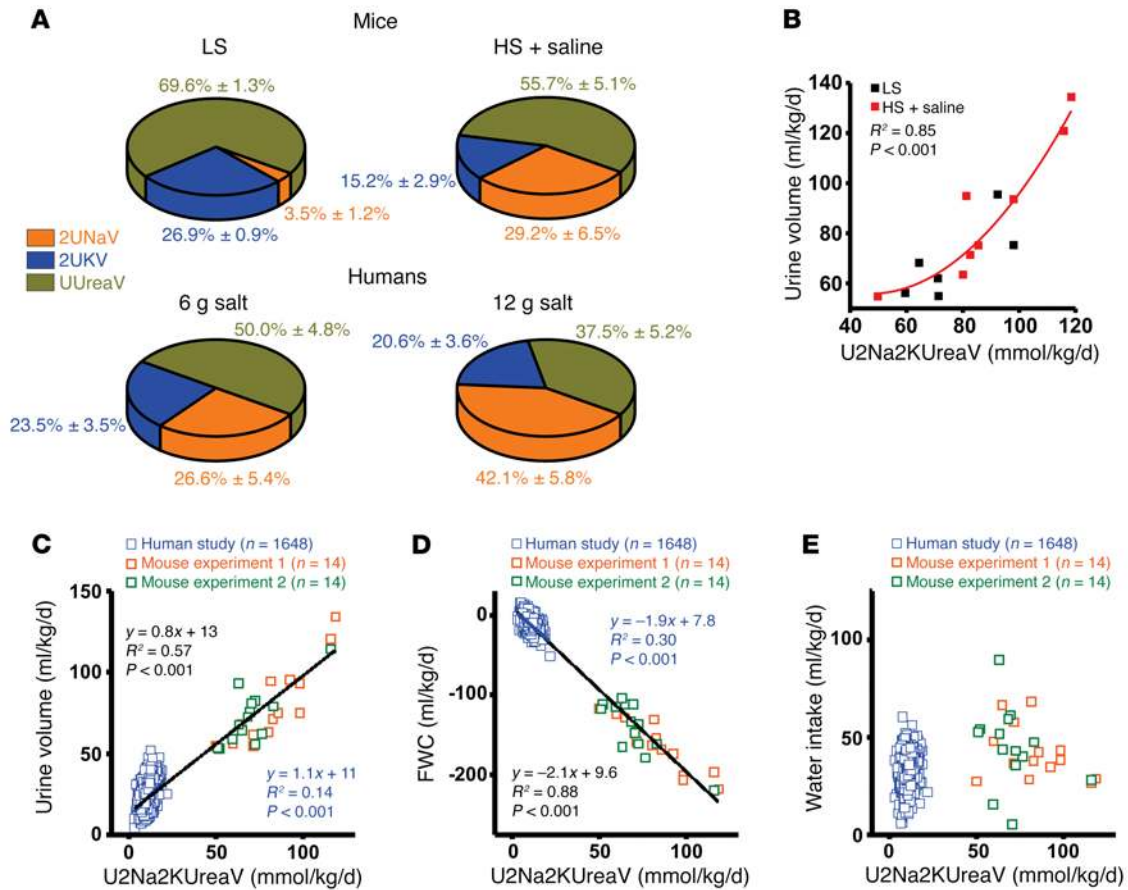 A
Mice
LS
HS + saline
69.6% ± 1.3%
55.7% ± 5.1%
15.2% ± 2.9%
3.5% ± 1.2%
26.9% ± 0.9%
29.2% ± 6.5%
2UNaV
2UKV
UUreaV
Humans
6 g salt
12 g salt
50.0% ± 4.8%
20.6% ± 3.6%
37.5% ± 5.2%
23.5% ± 3.5%
26.6% ± 5.4%
42.1% ± 5.8%
B
LS
HS + saline
R² = 0.85
P < 0.001
Urine volume (ml/kg/d)
140
120
100
80
60
40 60 80 100 120
U2Na2KUreaV (mmol/kg/d)
C
Human study (n = 1648)
Mouse experiment 1 (n = 14)
Mouse experiment 2 (n = 14)
Urine volume (ml/kg/d)
150
100
50
0
y = 0.8x + 13
R² = 0.57
P < 0.001
y = 1.1x + 11
R² = 0.14
P < 0.001
0 50 100
U2Na2KUreaV (mmol/kg/d)
D
Human study (n = 1648)
Mouse experiment 1 (n = 14)
Mouse experiment 2 (n = 14)
FWC (ml/kg/d)
0
-100
-200
y = –1.9x + 7.8
R² = 0.30
P < 0.001
y = –2.1x + 9.6
R² = 0.88
P < 0.001
0 50 100
U2Na2KUreaV (mmol/kg/d)
E
Human study (n = 1648)
Mouse experiment 1 (n = 14)
Mouse experiment 2 (n = 14)
Water intake (ml/kg/d)
100
50
0
0 50 100
U2Na2KUreaV (mmol/kg/d)